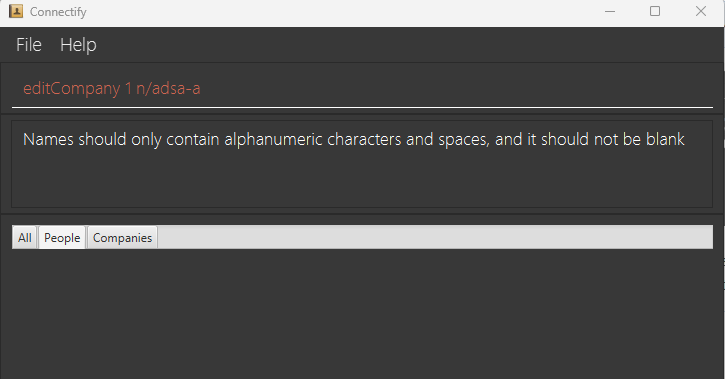 Connectify
File Help
editCompany 1 n/adsa-a
Names should only contain alphanumeric characters and spaces, and it should not be blank
All People Companies